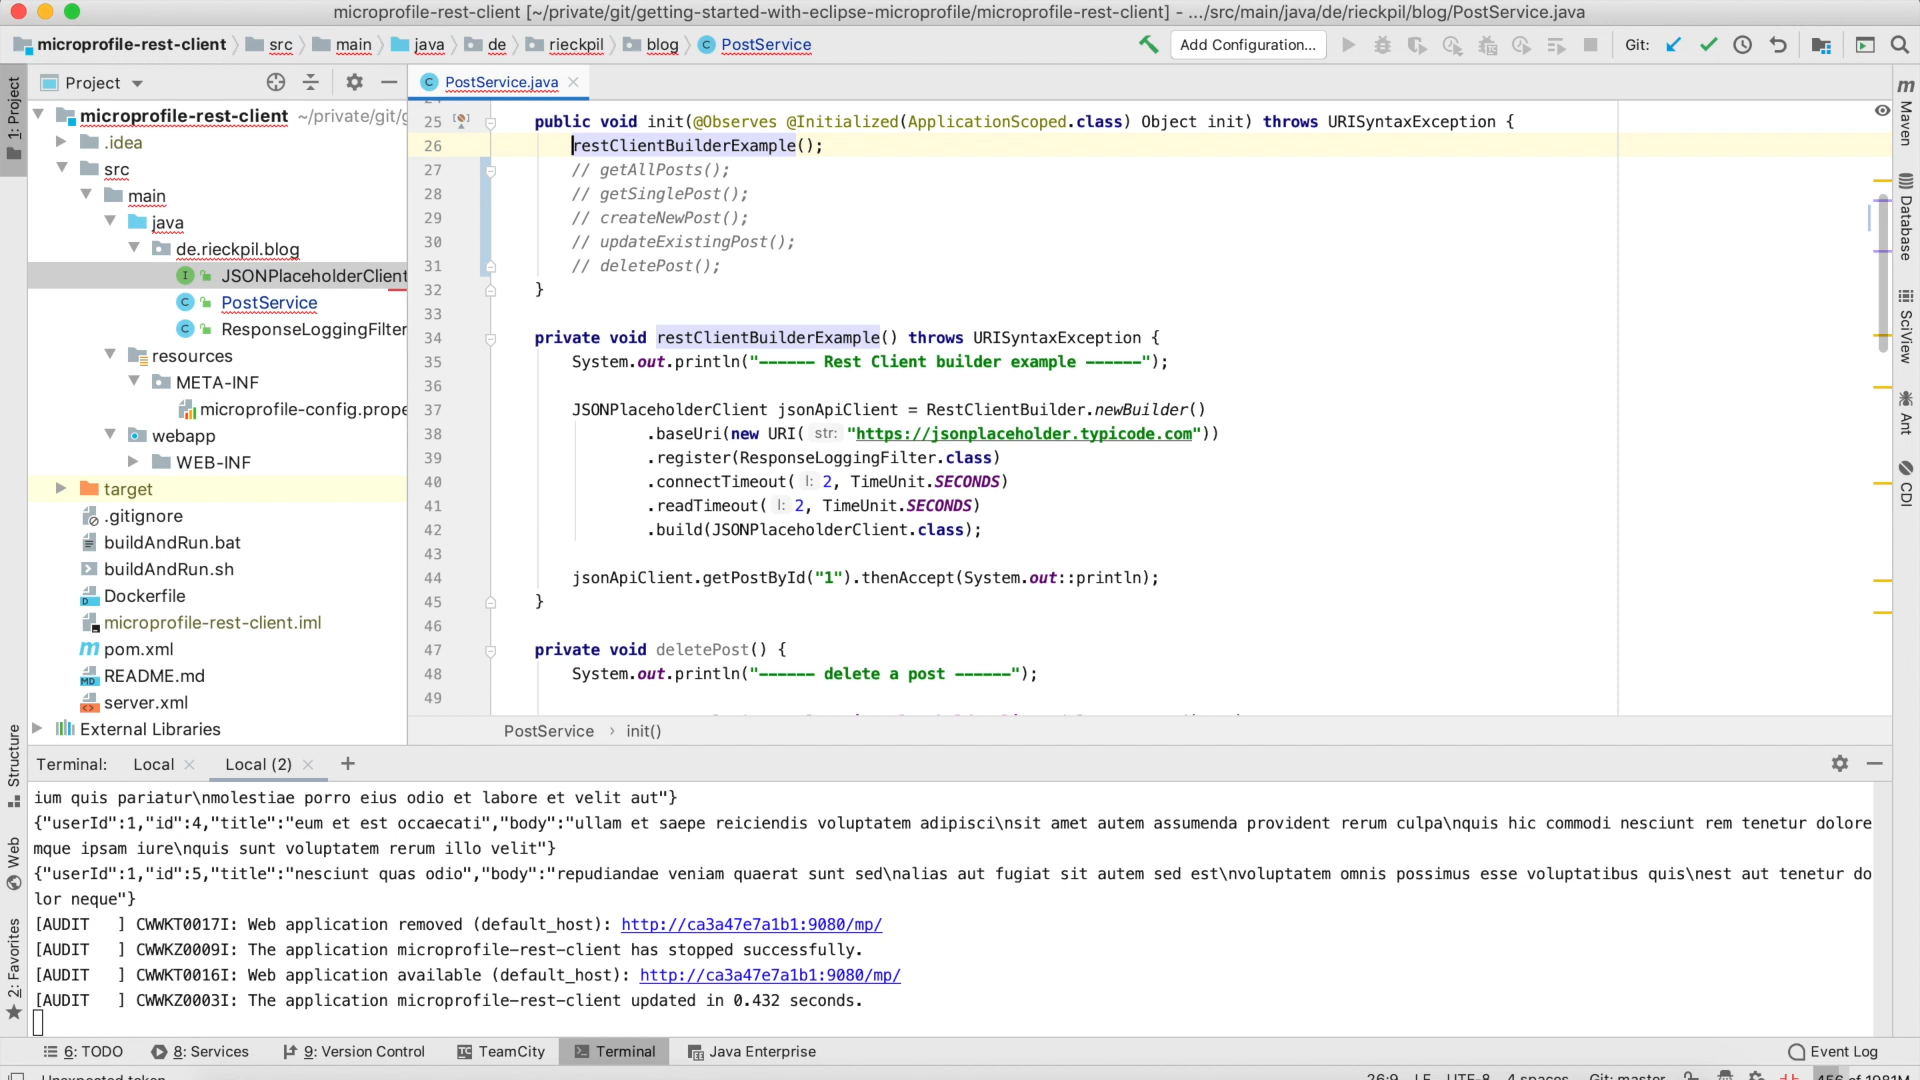 microprofile-rest-client [~/private/git/getting-started-with-eclipse-microprofile/microprofile-rest-client] - .../src/main/java/de/rieckpil/blog/PostService.java
microprofile-rest-client src main java de rieckpil blog PostService Add Configuration... Git:
Project PostService.java
1: Project
microprofile-rest-client ~/private/git/g
.idea
src
main
java
de.rieckpil.blog
JSONPlaceholderClient
PostService
ResponseLoggingFilter
resources
META-INF
microprofile-config.prope
webapp
WEB-INF
target
.gitignore
buildAndRun.bat
buildAndRun.sh
Dockerfile
microprofile-rest-client.iml
pom.xml
README.md
server.xml
External Libraries
25 public void init(@Observes @Initialized(ApplicationScoped.class) Object init) throws URISyntaxException {
26 restClientBuilderExample();
27 // getAllPosts();
28 // getSinglePost();
29 // createNewPost();
30 // updateExistingPost();
31 // deletePost();
32 }
33
34 private void restClientBuilderExample() throws URISyntaxException {
35 System.out.println("------ Rest Client builder example ------");
36
37 JSONPlaceholderClient jsonApiClient = RestClientBuilder.newBuilder()
38 .baseUri(new URI( str: "https://jsonplaceholder.typicode.com"))
39 .register(ResponseLoggingFilter.class)
40 .connectTimeout( l: 2, TimeUnit.SECONDS)
41 .readTimeout( l: 2, TimeUnit.SECONDS)
42 .build(JSONPlaceholderClient.class);
43
44 jsonApiClient.getPostById("1").thenAccept(System.out::println);
45 }
46
47 private void deletePost() {
48 System.out.println("------ delete a post ------");
49
PostService › init()
Maven
Database
SciView
Ant
CDI
Structure
Web
2: Favorites
Terminal: Local Local (2) +
ium quis pariatur\nmolestiae porro eius odio et labore et velit aut"}
{"userId":1,"id":4,"title":"eum et est occaecati","body":"ullam et saepe reiciendis voluptatem adipisci\nsit amet autem assumenda provident rerum culpa\nquis hic commodi nesciunt rem tenetur dolore
mque ipsam iure\nquis sunt voluptatem rerum illo velit"}
{"userId":1,"id":5,"title":"nesciunt quas odio","body":"repudiandae veniam quaerat sunt sed\nalias aut fugiat sit autem sed est\nvoluptatem omnis possimus esse voluptatibus quis\nest aut tenetur do
lor neque"}
[AUDIT   ] CWWKT0017I: Web application removed (default_host): http://ca3a47e7a1b1:9080/mp/
[AUDIT   ] CWWKZ0009I: The application microprofile-rest-client has stopped successfully.
[AUDIT   ] CWWKT0016I: Web application available (default_host): http://ca3a47e7a1b1:9080/mp/
[AUDIT   ] CWWKZ0003I: The application microprofile-rest-client updated in 0.432 seconds.
6: TODO 8: Services 9: Version Control TeamCity Terminal Java Enterprise Event Log
Unexpected token 26:9 LF UTF-8 4 spaces Git: master 456 of 1981M